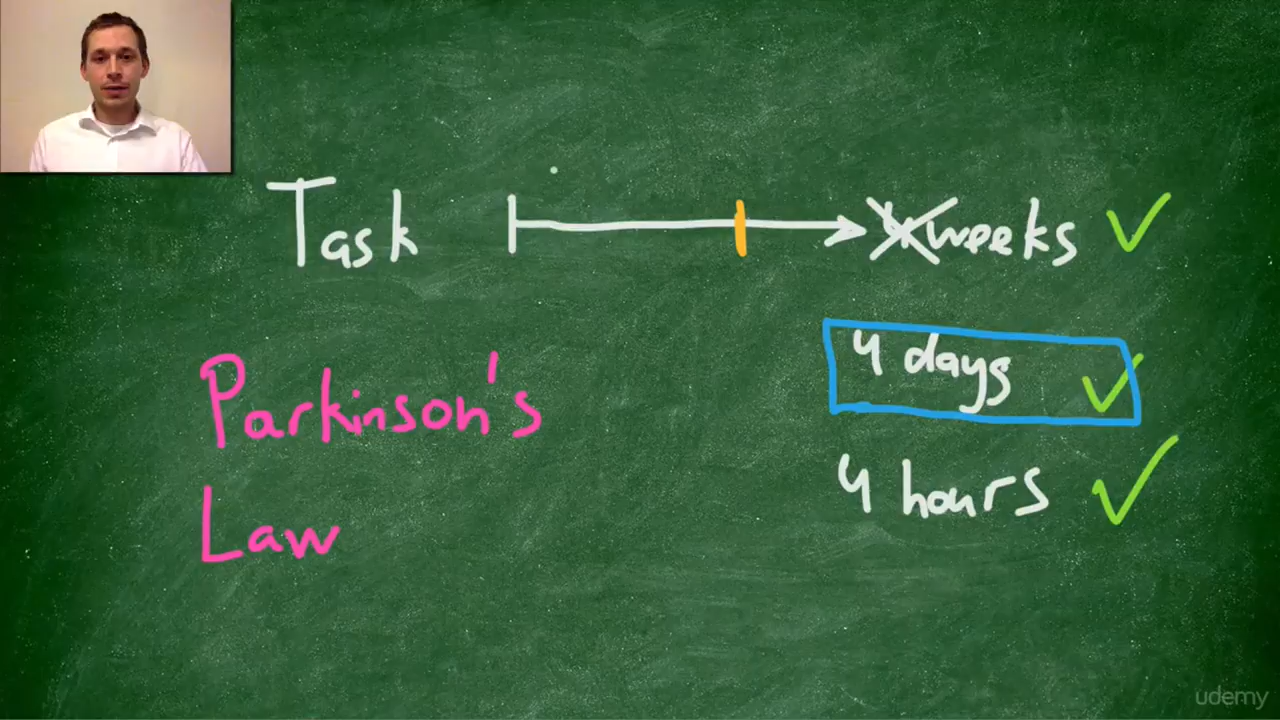 Task weeks
4 days
Parkinson's
4 hours
Law
udemy